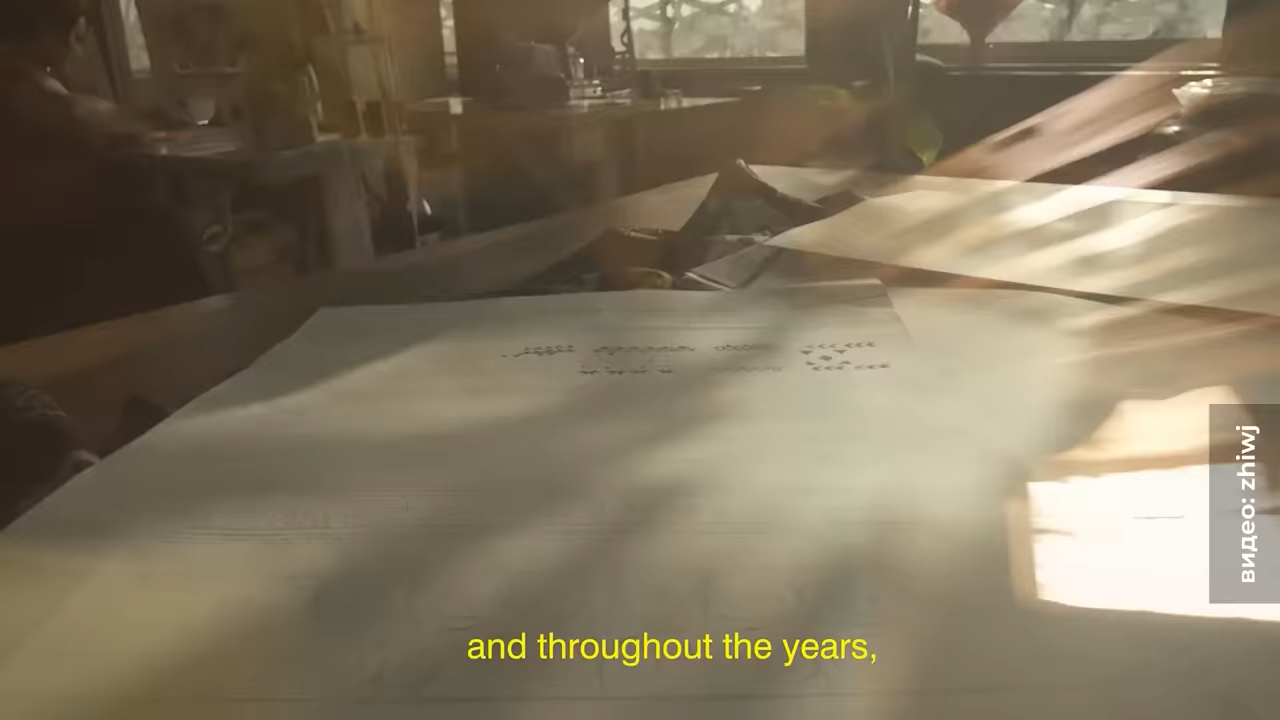 видео: zhiwj
and throughout the years,